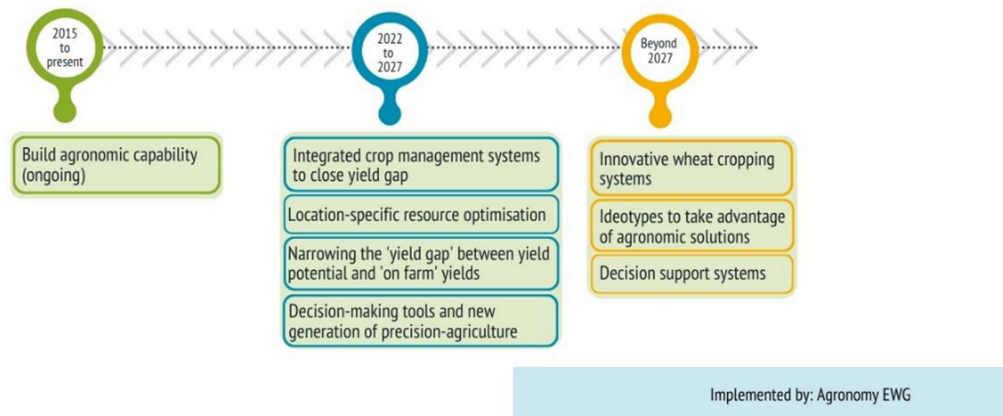 2015
to
present
2022
to
2027
Beyond
2027
Build agronomic capability
(ongoing)
Integrated crop management systems
to close yield gap
Location-specific resource optimisation
Narrowing the 'yield gap' between yield
potential and 'on farm' yields
Decision-making tools and new
generation of precision-agriculture
Innovative wheat cropping
systems
Ideotypes to take advantage
of agronomic solutions
Decision support systems
Implemented by: Agronomy EWG